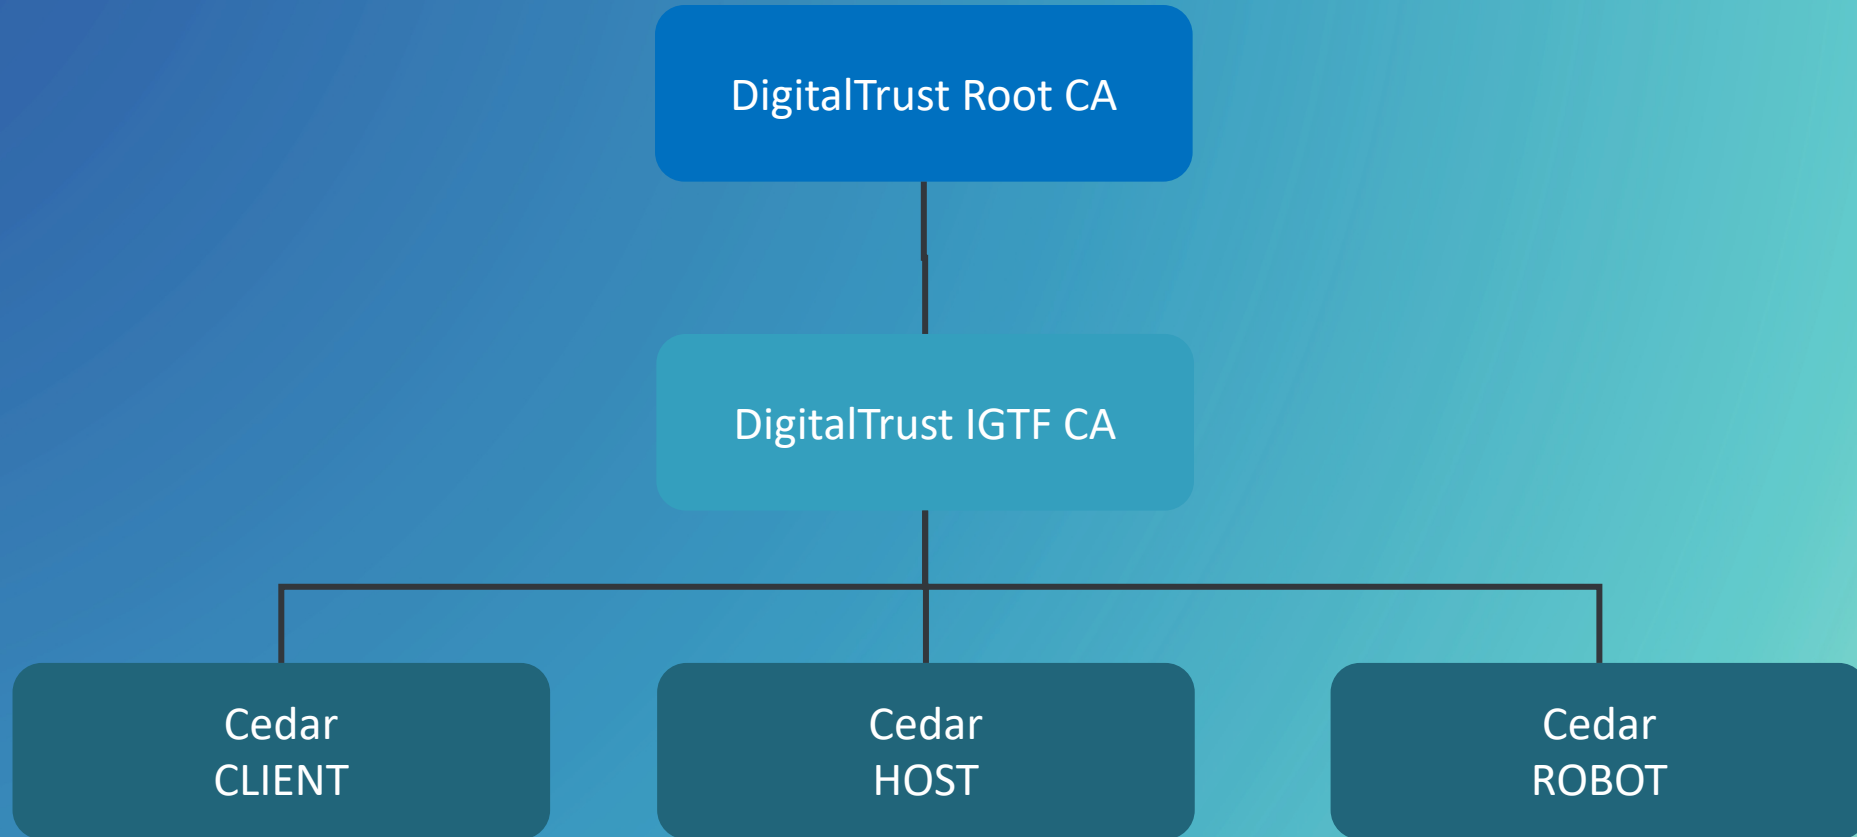 DigitalTrust Root CA
DigitalTrust IGTF CA
Cedar
CLIENT
Cedar
HOST
Cedar
ROBOT